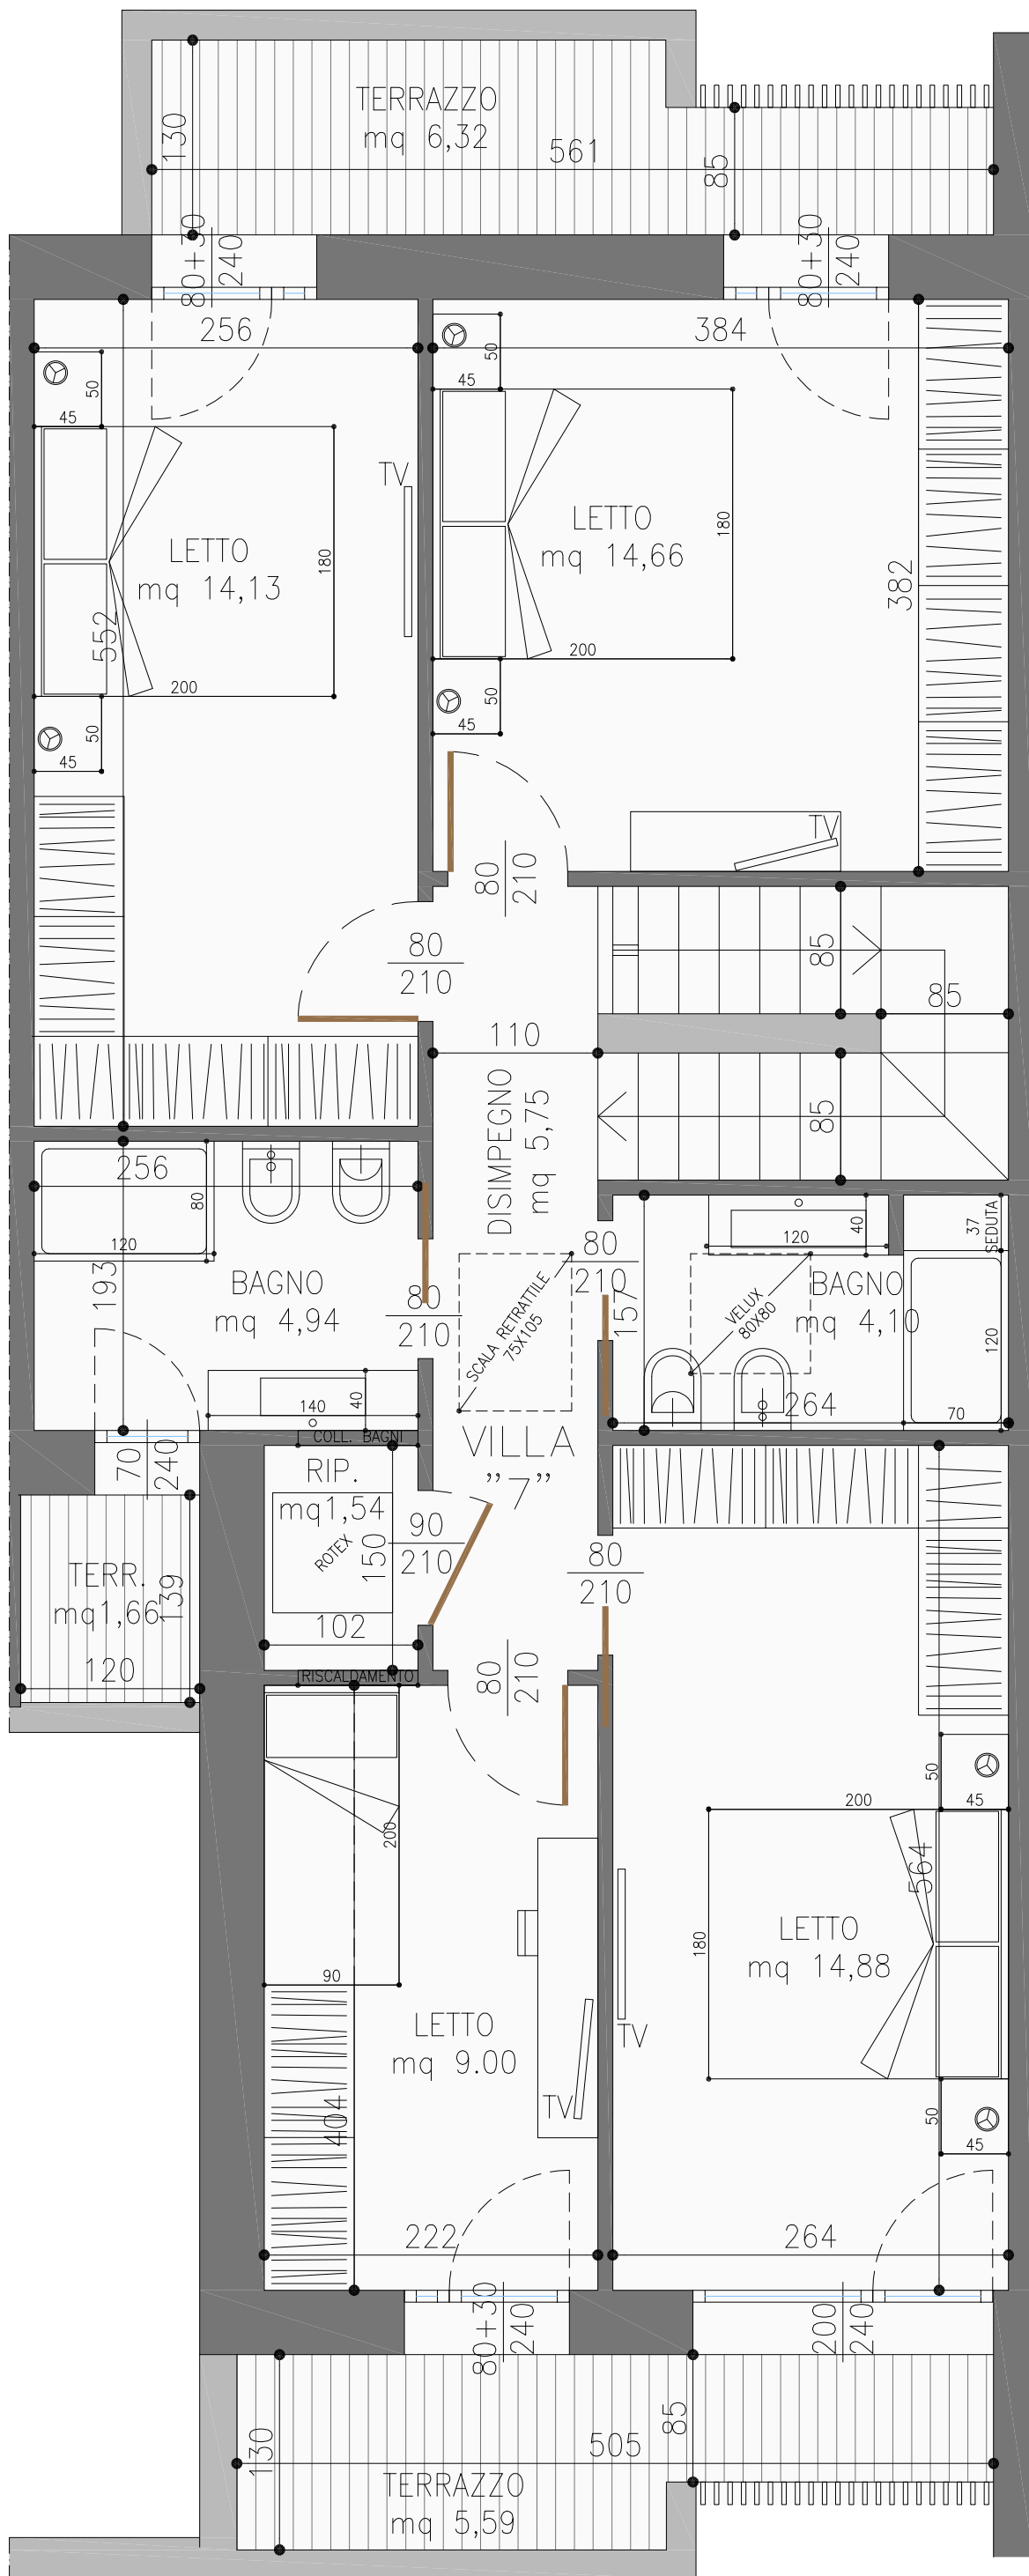 TERRAZZO
mq 6,32
130
561
85
80+30
240
80+30
240
256
384
50
45
50
45
TV
LETTO
mq 14,13
180
552
200
50
45
LETTO
mq 14,66
180
382
200
50
45
TV
80
210
80
210
85
85
110
85
DISIMPEGNO
mq 5,75
256
80
120
193
BAGNO
mq 4,94
80
210
140
40
80
210
SCALA RETRATTILE
75X105
157
120
40
37
SEDUTA
VELUX
80X80
BAGNO
mq 4,10
120
264
70
VILLA
"7"
COLL. BAGNI
RIP.
mq1,54
ROTEX
150
102
90
210
70
240
TERR.
mq1,66
139
120
80
210
RISCALDAMENTO
80
210
200
90
LETTO
mq 9.00
404
TV
222
50
45
200
564
180
LETTO
mq 14,88
TV
50
45
264
80+30
240
200
240
130
505
85
TERRAZZO
mq 5,59